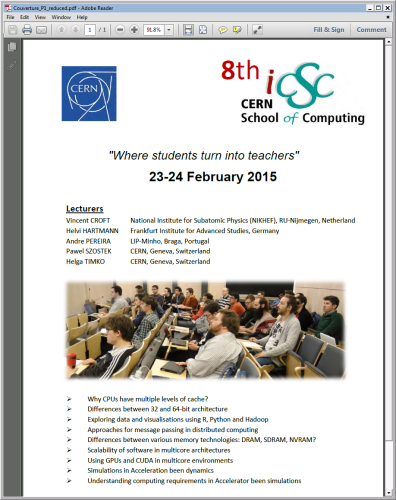 Couverture_P1_reduced.pdf - Adobe Reader
File Edit View Window Help
1 / 1 91.8% Fill & Sign Comment
CERN
8th iCSC
CERN
School of Computing
"Where students turn into teachers"
23-24 February 2015
Lecturers
Vincent CROFT National Institute for Subatomic Physics (NIKHEF), RU-Nijmegen, Netherland
Helvi HARTMANN Frankfurt Institute for Advanced Studies, Germany
Andre PEREIRA LIP-Minho, Braga, Portugal
Pawel SZOSTEK CERN, Geneva, Switzerland
Helga TIMKO CERN, Geneva, Switzerland
➢ Why CPUs have multiple levels of cache?
➢ Differences between 32 and 64-bit architecture
➢ Exploring data and visualisations using R, Python and Hadoop
➢ Approaches for message passing in distributed computing
➢ Differences between various memory technologies: DRAM, SDRAM, NVRAM?
➢ Scalability of software in multicore architectures
➢ Using GPUs and CUDA in multicore environments
➢ Simulations in Acceleration been dynamics
➢ Understanding computing requirements in Accelerator been simulations